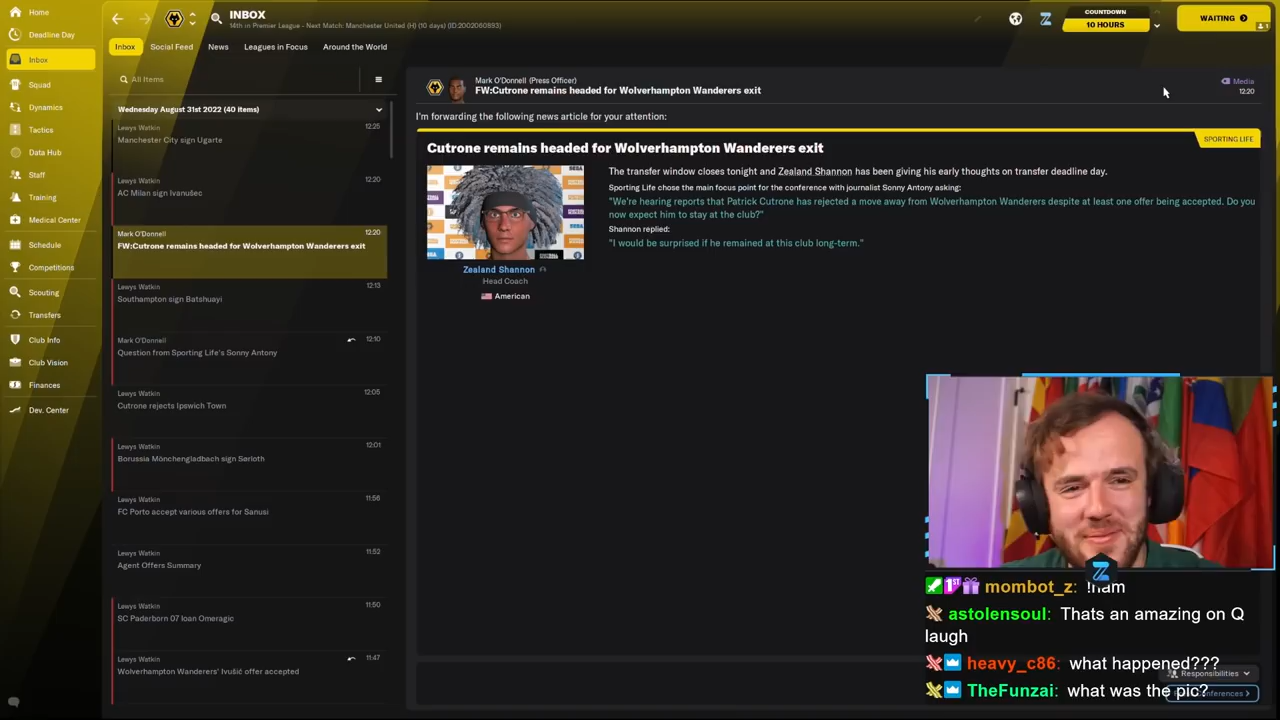 Home
Deadline Day
Inbox
Squad
Dynamics
Tactics
Data Hub
Staff
Training
Medical Center
Schedule
Competitions
Scouting
Transfers
Club Info
Club Vision
Finances
Dev. Center
INBOX
14th in Premier League - Next Match: Manchester United (H) (10 days) (ID:2002060893)
COUNTDOWN
10 HOURS
WAITING
1
Inbox
Social Feed
News
Leagues in Focus
Around the World
All Items
Wednesday August 31st 2022 (40 items)
Lewys Watkin
12:25
Manchester City sign Ugarte
Lewys Watkin
12:20
AC Milan sign Ivanušec
Mark O'Donnell
12:20
FW:Cutrone remains headed for Wolverhampton Wanderers exit
Lewys Watkin
12:13
Southampton sign Batshuayi
Mark O'Donnell
12:10
Question from Sporting Life's Sonny Antony
Lewys Watkin
12:05
Cutrone rejects Ipswich Town
Lewys Watkin
12:01
Borussia Mönchengladbach sign Sørloth
Lewys Watkin
11:56
FC Porto accept various offers for Sanusi
Lewys Watkin
11:52
Agent Offers Summary
Lewys Watkin
11:50
SC Paderborn 07 loan Omeragic
Lewys Watkin
11:47
Wolverhampton Wanderers' Ivušić offer accepted
Mark O'Donnell (Press Officer)
FW:Cutrone remains headed for Wolverhampton Wanderers exit
Media
12:20
I'm forwarding the following news article for your attention:
SPORTING LIFE
Cutrone remains headed for Wolverhampton Wanderers exit
Zealand Shannon
Head Coach
American
The transfer window closes tonight and Zealand Shannon has been giving his early thoughts on transfer deadline day.
Sporting Life chose the main focus point for the conference with journalist Sonny Antony asking:
"We're hearing reports that Patrick Cutrone has rejected a move away from Wolverhampton Wanderers despite at least one offer being accepted. Do you
now expect him to stay at the club?"
Shannon replied:
"I would be surprised if he remained at this club long-term."
mombot_z: !nam
astolensoul: Thats an amazing on Q
laugh
heavy_c86: what happened???
TheFunzai: what was the pic?
Responsibilities